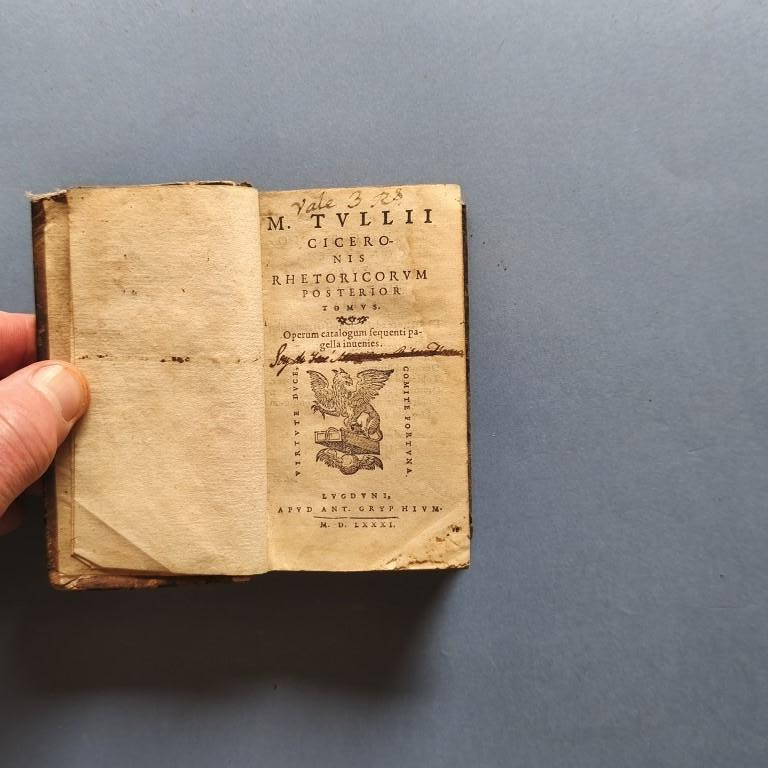 Vale 3 rs
M. TVLLII
CICERO-
NIS
RHETORICORVM
POSTERIOR
TOMVS.
Operum catalogum ſequenti pa-
gella inuenies.
VIRTVTE DVCE,
COMITE FORTVNA.
LVGDVNI,
APVD ANT. GRYPHIVM.
M. D. LXXXI.